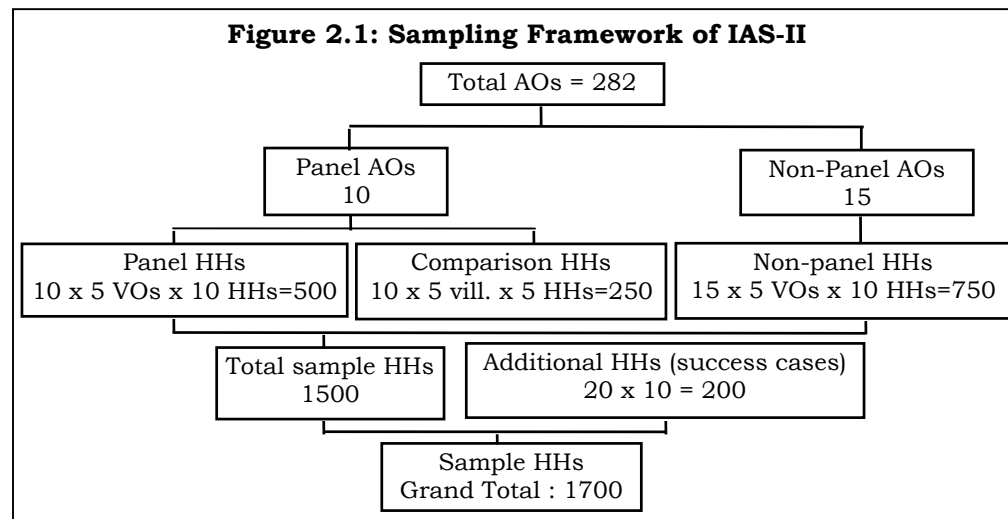 Figure 2.1: Sampling Framework of IAS-II
Total AOs = 282
Panel AOs
10
Non-Panel AOs
15
Panel HHs
10 x 5 VOs x 10 HHs=500
Comparison HHs
10 x 5 vill. x 5 HHs=250
Non-panel HHs
15 x 5 VOs x 10 HHs=750
Total sample HHs
1500
Additional HHs (success cases)
20 x 10 = 200
Sample HHs
Grand Total : 1700